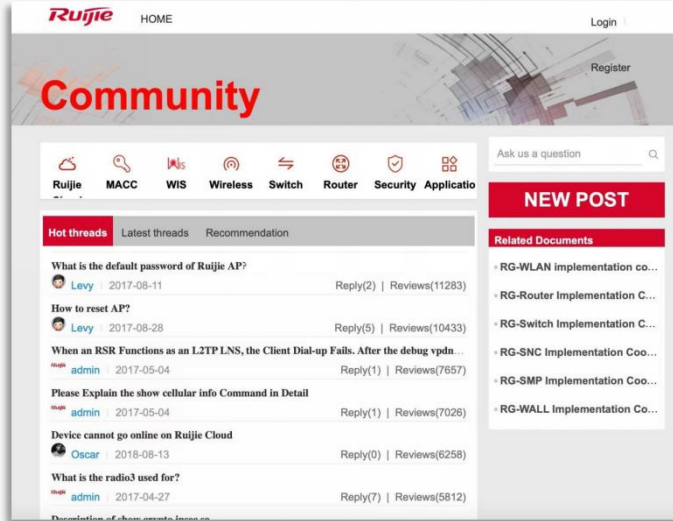 Ruijie HOME
Login
Register
Community
Ruijie MACC WIS Wireless Switch Router Security Applicatio
Ask us a question
NEW POST
Hot threads Latest threads Recommendation
What is the default password of Ruijie AP?
Levy 2017-08-11 Reply(2) | Reviews(11283)
How to reset AP?
Levy 2017-08-28 Reply(5) | Reviews(10433)
When an RSR Functions as an L2TP LNS, the Client Dial-up Fails. After the debug vpdn...
admin 2017-05-04 Reply(1) | Reviews(7657)
Please Explain the show cellular info Command in Detail
admin 2017-05-04 Reply(1) | Reviews(7026)
Device cannot go online on Ruijie Cloud
Oscar 2018-08-13 Reply(0) | Reviews(6258)
What is the radio3 used for?
admin 2017-04-27 Reply(7) | Reviews(5812)
Related Documents
RG-WLAN implementation co...
RG-Router Implementation C...
RG-Switch Implementation C...
RG-SNC Implementation Coo...
RG-SMP Implementation Coo...
RG-WALL Implementation Co...